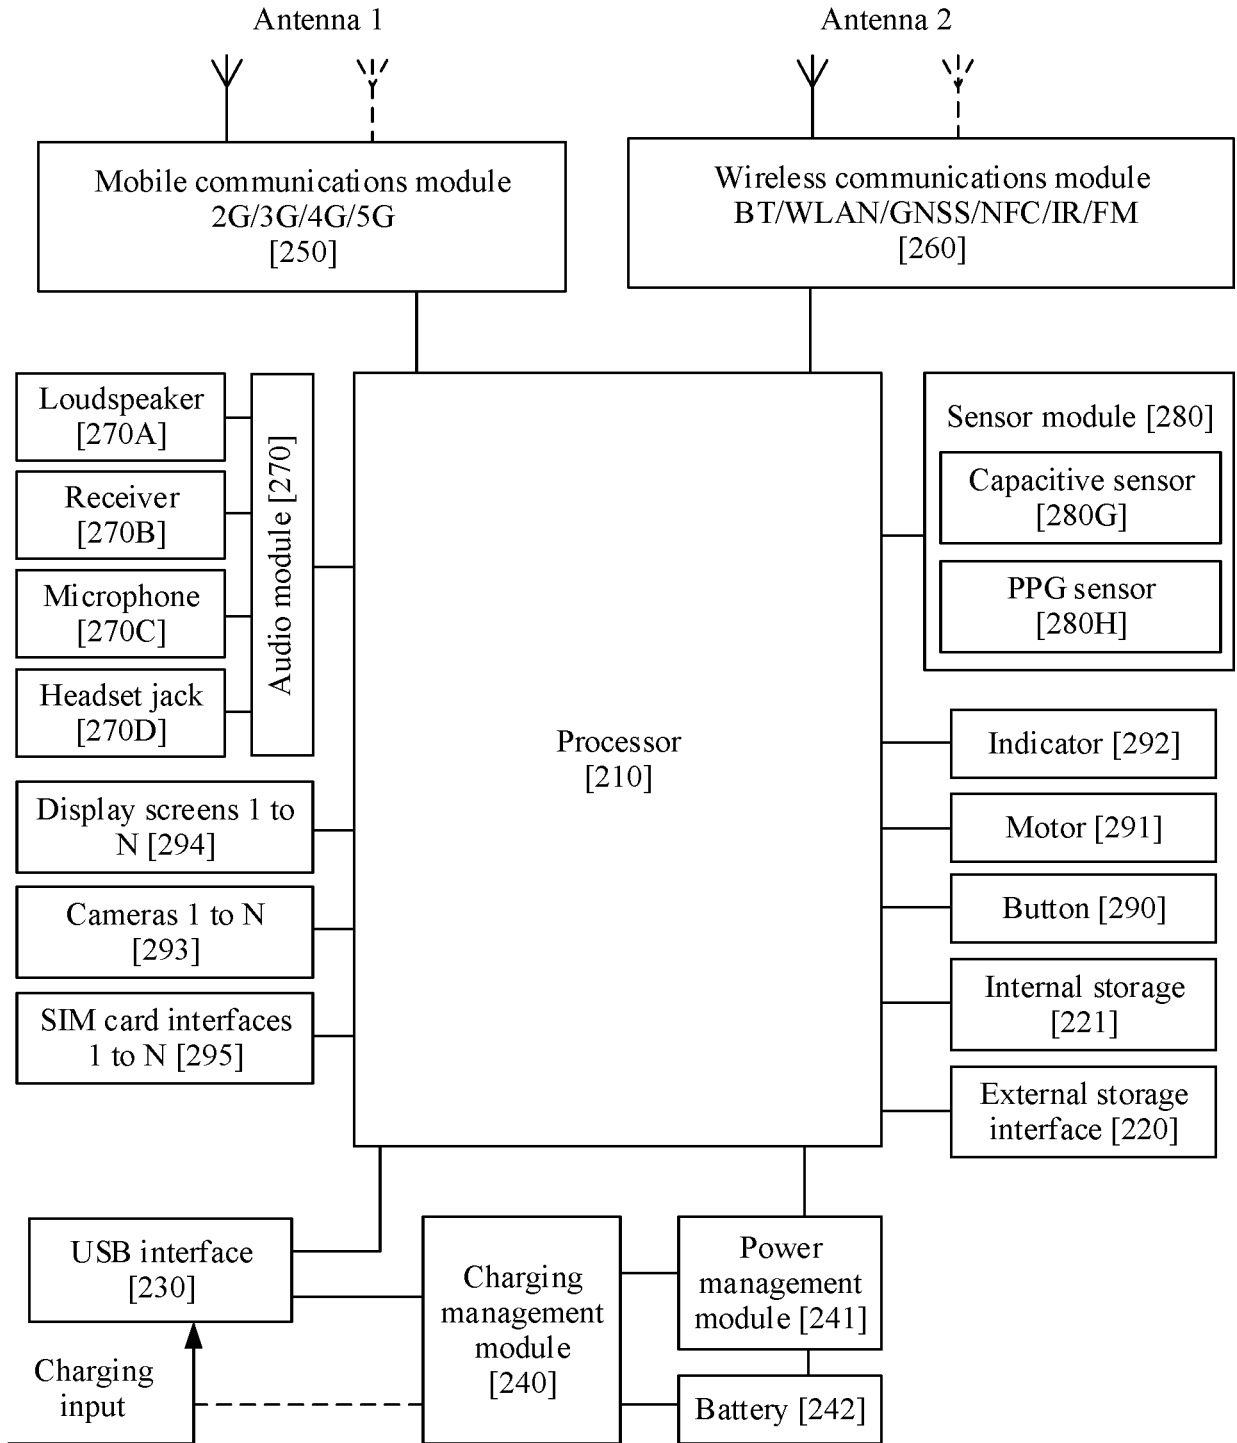 Antenna 1
Antenna 2
Mobile communications module
2G/3G/4G/5G
[250]
Wireless communications module
BT/WLAN/GNSS/NFC/IR/FM
[260]
Loudspeaker
[270A]
Receiver
[270B]
Microphone
[270C]
Headset jack
[270D]
Audio module [270]
Display screens 1 to
N [294]
Cameras 1 to N
[293]
SIM card interfaces
1 to N [295]
Processor
[210]
Sensor module [280]
Capacitive sensor
[280G]
PPG sensor
[280H]
Indicator [292]
Motor [291]
Button [290]
Internal storage
[221]
External storage
interface [220]
USB interface
[230]
Charging
input
Charging
management
module
[240]
Power
management
module [241]
Battery [242]